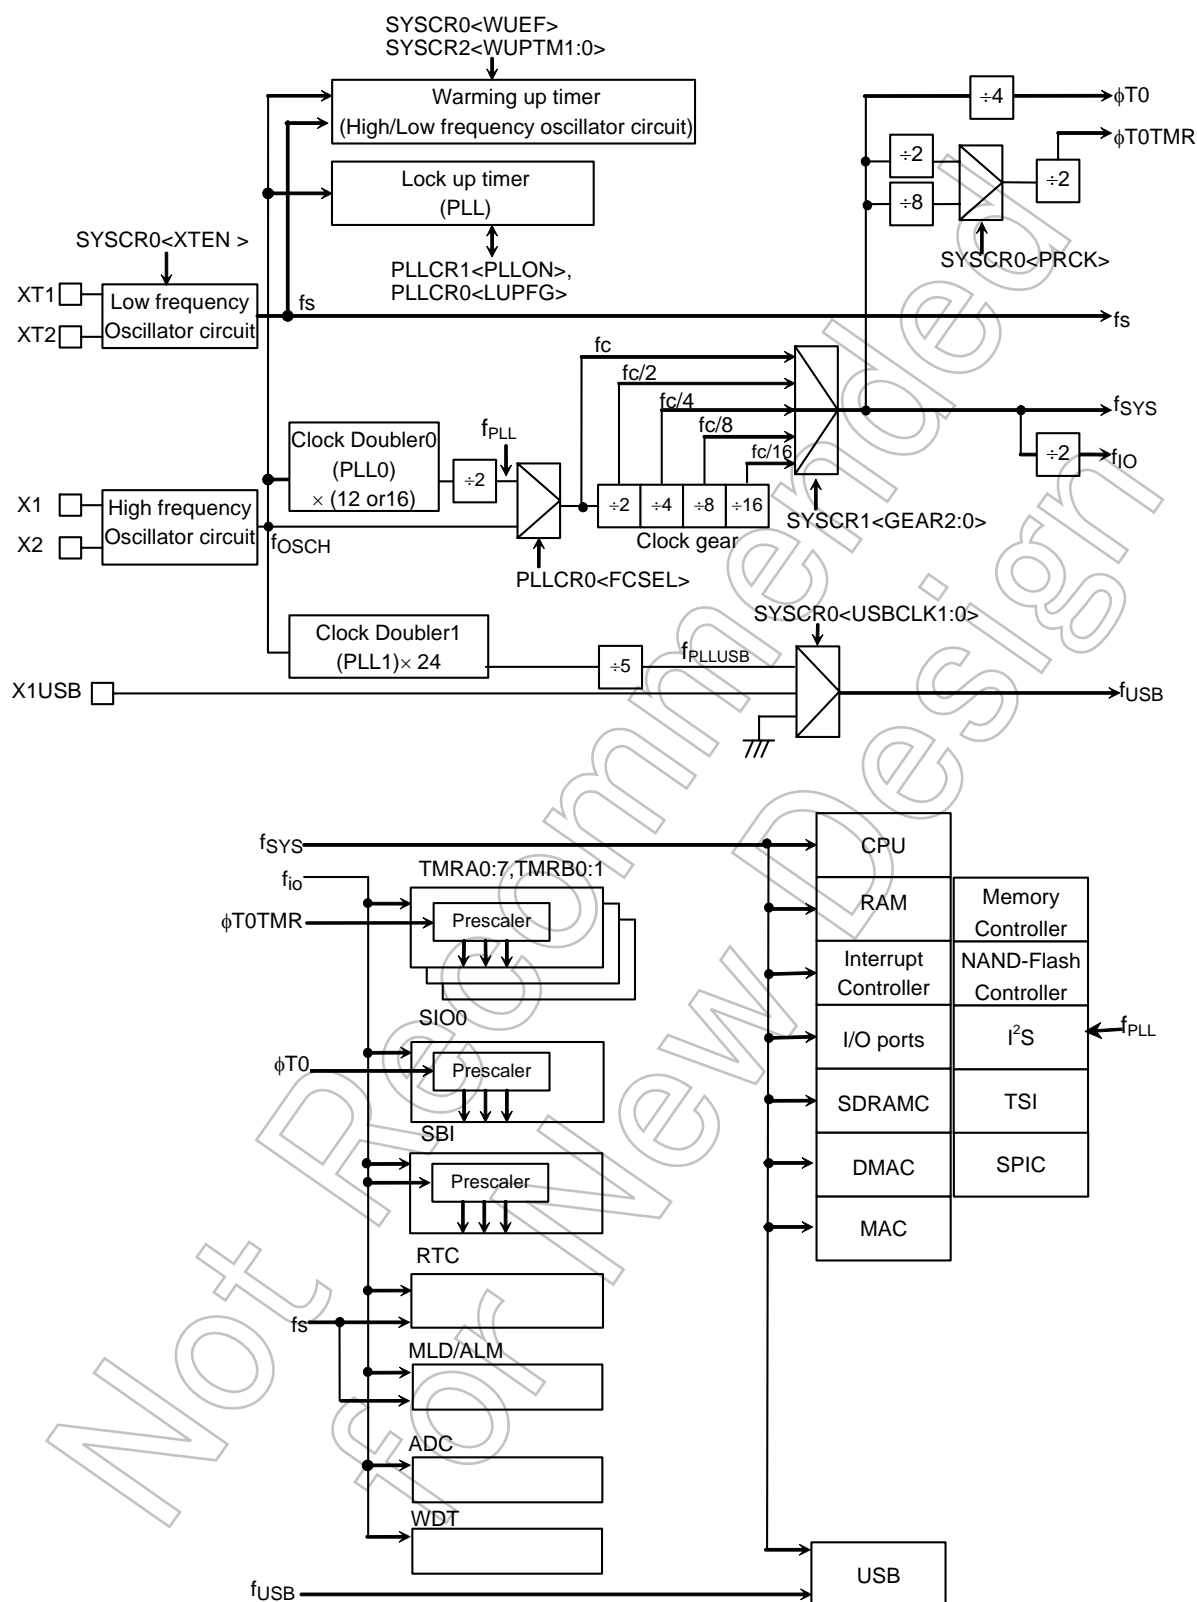 SYSCR0<WUEF>
SYSCR2<WUPTM1:0>
Warming up timer
(High/Low frequency oscillator circuit)
÷4
ϕT0
ϕT0TMR
÷2
÷8
÷2
Lock up timer
(PLL)
SYSCR0<PRCK>
SYSCR0<XTEN >
PLLCR1<PLLON>,
PLLCR0<LUPFG>
XT1
XT2
Low frequency
Oscillator circuit
fs
fs
fc
fc/2
fc/4
fc/8
fc/16
fSYS
÷2
fIO
Clock Doubler0
(PLL0)
× (12 or16)
÷2
fPLL
X1
X2
High frequency
Oscillator circuit
fOSCH
÷2
÷4
÷8
÷16
Clock gear
SYSCR1<GEAR2:0>
PLLCR0<FCSEL>
SYSCR0<USBCLK1:0>
Clock Doubler1
(PLL1)× 24
÷5
fPLLUSB
X1USB
fUSB
fSYS
fio
ϕT0TMR
TMRA0:7,TMRB0:1
Prescaler
SIO0
ϕT0
Prescaler
SBI
Prescaler
RTC
fs
MLD/ALM
ADC
WDT
fUSB
CPU
RAM
Memory
Controller
Interrupt
Controller
NAND-Flash
Controller
I/O ports
I²S
fPLL
SDRAMC
TSI
DMAC
SPIC
MAC
USB
Not Recommended
for New Design